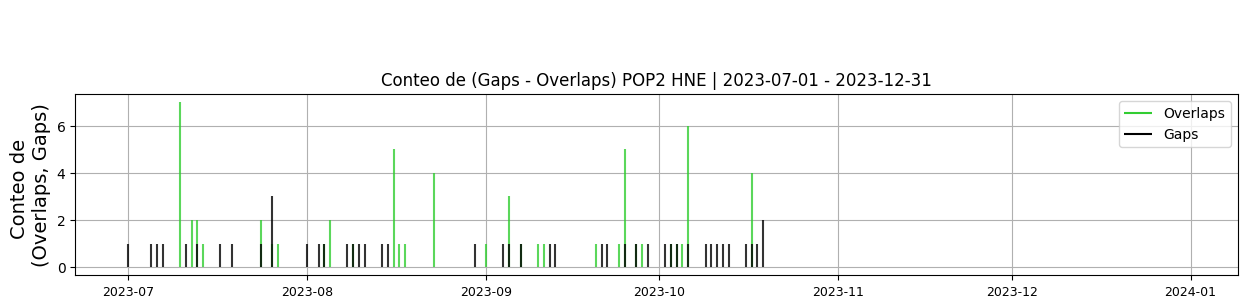 Conteo de (Gaps - Overlaps) POP2 HNE | 2023-07-01 - 2023-12-31
Conteo de
(Overlaps, Gaps)
6
4
2
0
Overlaps
Gaps
2023-07
2023-08
2023-09
2023-10
2023-11
2023-12
2024-01